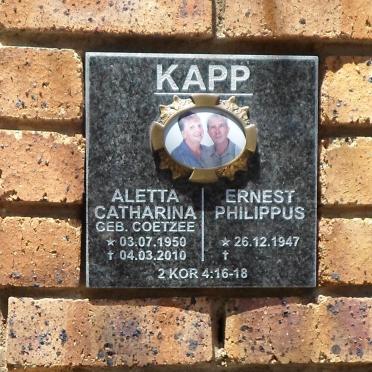 KAPP
ALETTA
CATHARINA
GEB. COETZEE
★ 03.07.1950
✝ 04.03.2010
ERNEST
PHILIPPUS
★ 26.12.1947
✝
2 KOR 4:16-18